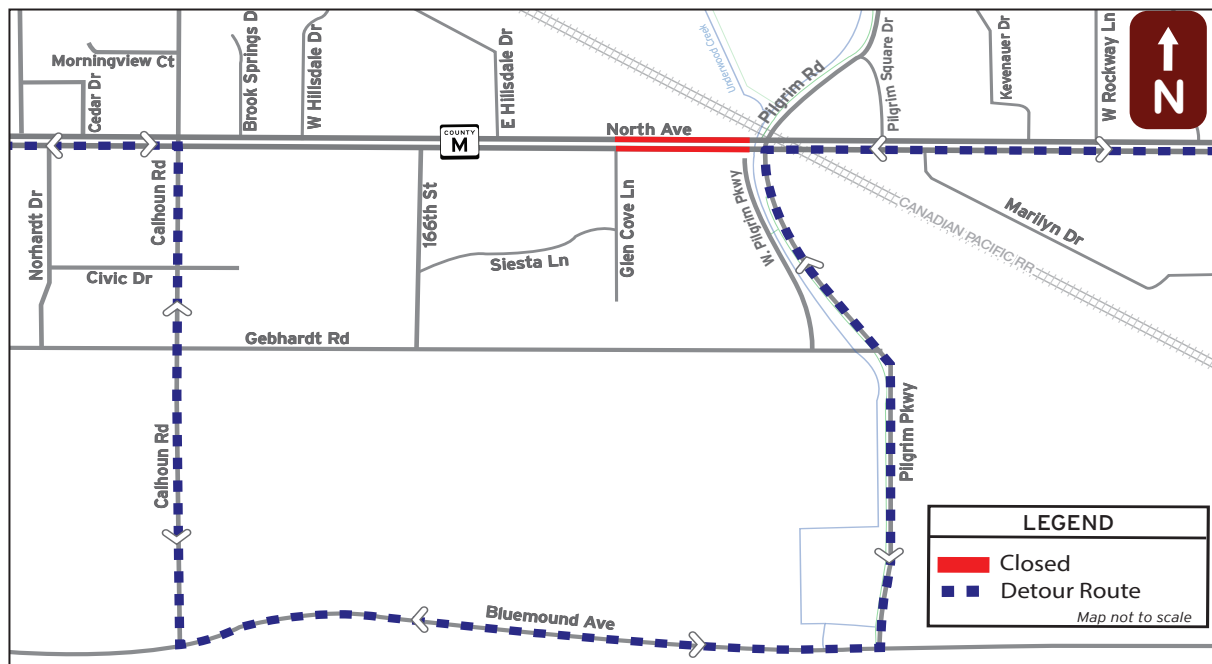 Morningview Ct
Cedar Dr
Brook Springs D
W Hillsdale Dr
E Hillsdale Dr
Underwood Creek
Pilgrim Rd
Pilgrim Square Dr
Kevenauer Dr
W Rockway Ln
N
COUNTY
M
North Ave
Norhardt Dr
Calhoun Rd
166th St
Glen Cove Ln
W. Pilgrim Pkwy
CANADIAN PACIFIC RR
Marilyn Dr
Siesta Ln
Civic Dr
Gebhardt Rd
Calhoun Rd
Pilgrim Pkwy
Bluemound Ave
LEGEND
Closed
Detour Route
Map not to scale